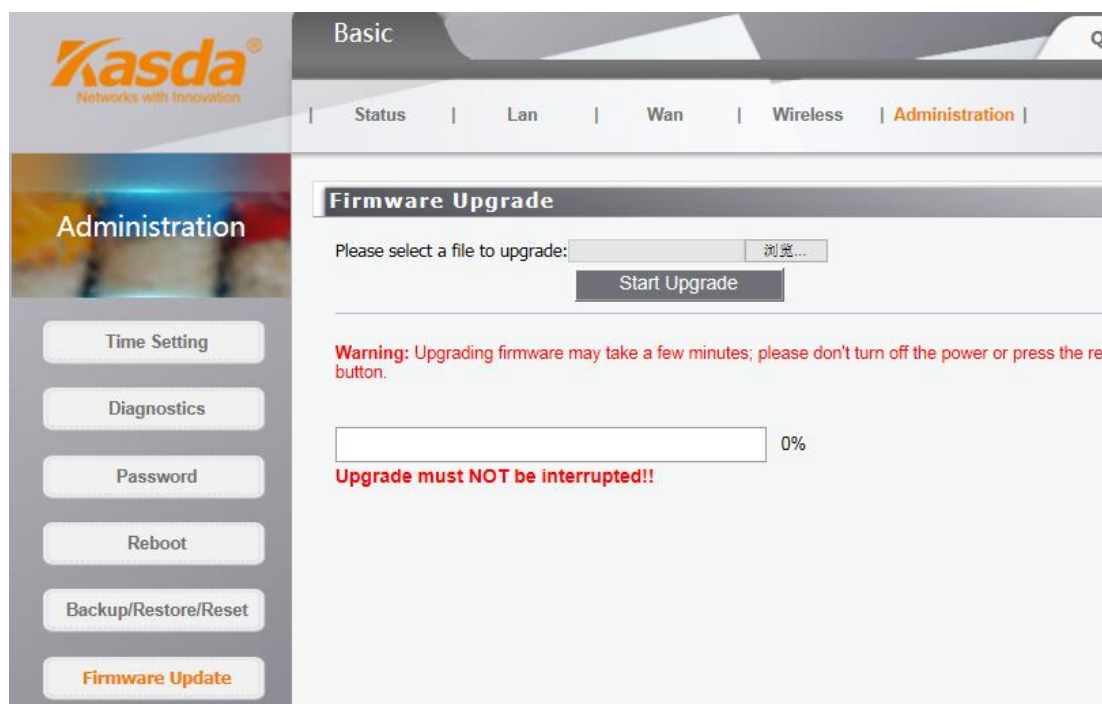 Kasda®
Networks with Innovation
Basic
Q
| Status | Lan | Wan | Wireless | Administration |
Administration
Firmware Upgrade
Please select a file to upgrade: 浏览...
Start Upgrade
Time Setting
Warning: Upgrading firmware may take a few minutes; please don't turn off the power or press the re
button.
Diagnostics
0%
Password
Upgrade must NOT be interrupted!!
Reboot
Backup/Restore/Reset
Firmware Update